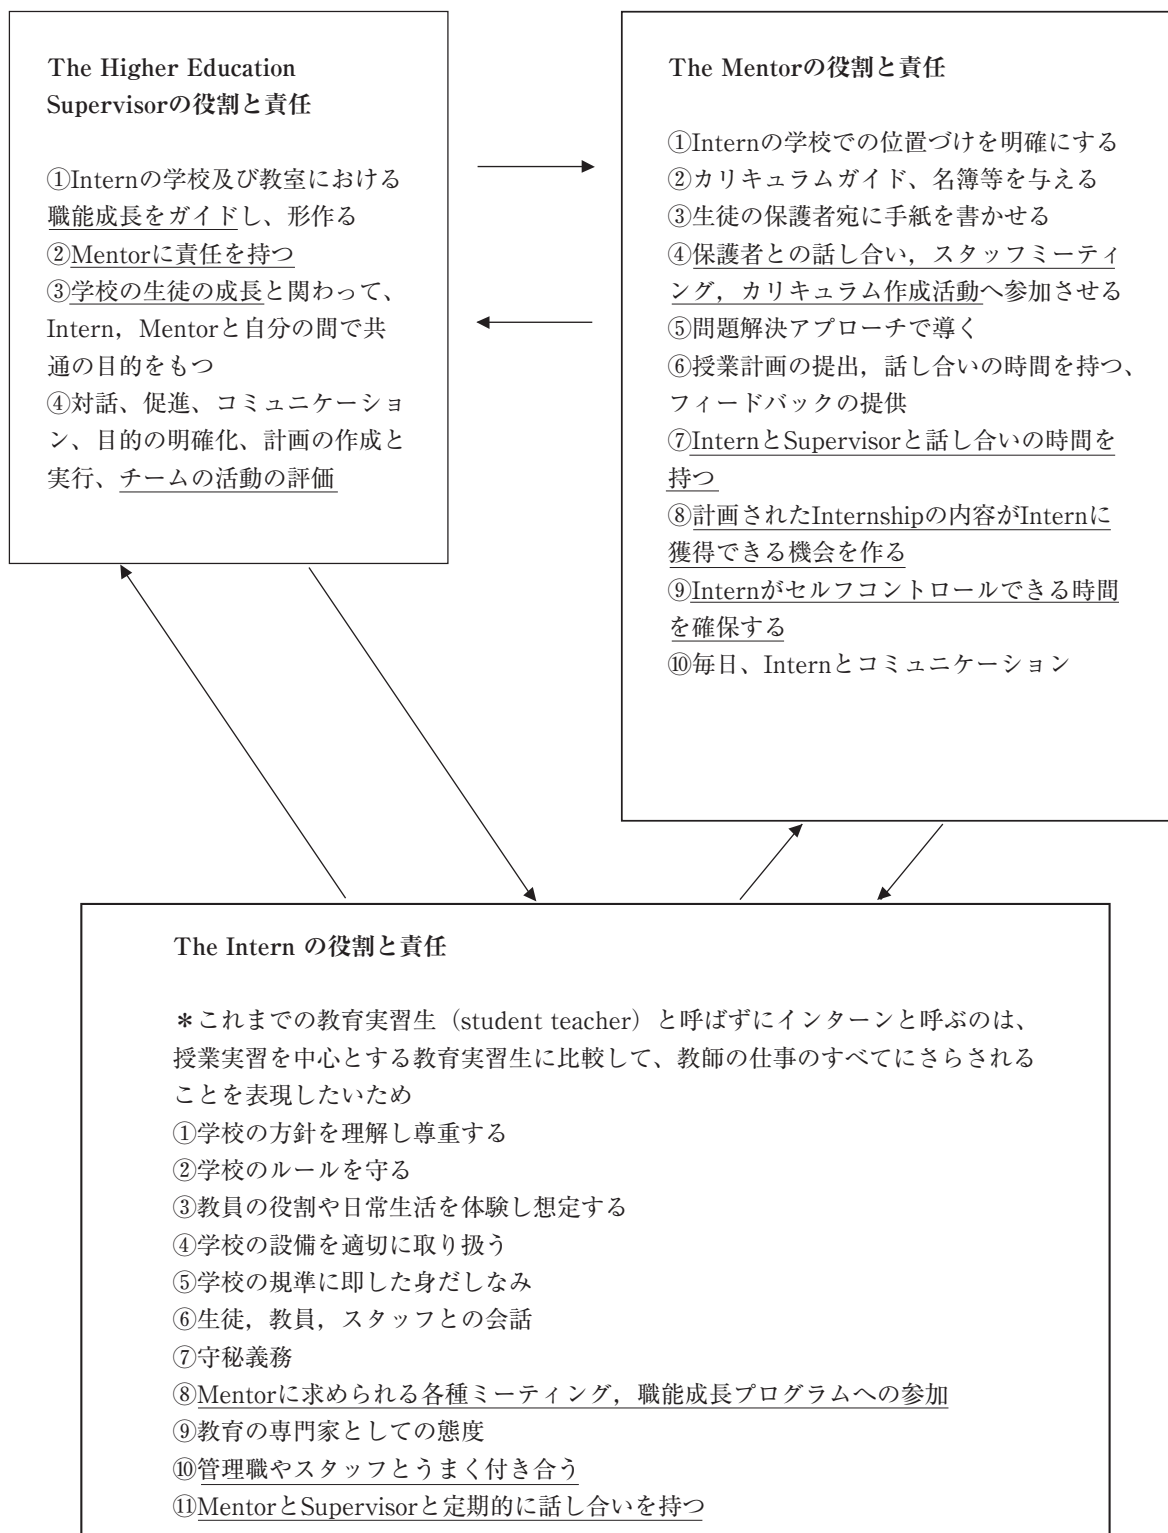 The Higher Education
Supervisorの役割と責任
①Internの学校及び教室における
職能成長をガイドし、形作る
②Mentorに責任を持つ
③学校の生徒の成長と関わって、
Intern，Mentorと自分の間で共
通の目的をもつ
④対話、促進、コミュニケーショ
ン、目的の明確化、計画の作成と
実行、チームの活動の評価
The Mentorの役割と責任
①Internの学校での位置づけを明確にする
②カリキュラムガイド、名簿等を与える
③生徒の保護者宛に手紙を書かせる
④保護者との話し合い，スタッフミーティ
ング，カリキュラム作成活動へ参加させる
⑤問題解決アプローチで導く
⑥授業計画の提出，話し合いの時間を持つ、
フィードバックの提供
⑦InternとSupervisorと話し合いの時間を
持つ
⑧計画されたInternshipの内容がInternに
獲得できる機会を作る
⑨Internがセルフコントロールできる時間
を確保する
⑩毎日、Internとコミュニケーション
The Intern の役割と責任
＊これまでの教育実習生（student teacher）と呼ばずにインターンと呼ぶのは、
授業実習を中心とする教育実習生に比較して、教師の仕事のすべてにさらされる
ことを表現したいため
①学校の方針を理解し尊重する
②学校のルールを守る
③教員の役割や日常生活を体験し想定する
④学校の設備を適切に取り扱う
⑤学校の規準に即した身だしなみ
⑥生徒，教員，スタッフとの会話
⑦守秘義務
⑧Mentorに求められる各種ミーティング，職能成長プログラムへの参加
⑨教育の専門家としての態度
⑩管理職やスタッフとうまく付き合う
⑪MentorとSupervisorと定期的に話し合いを持つ